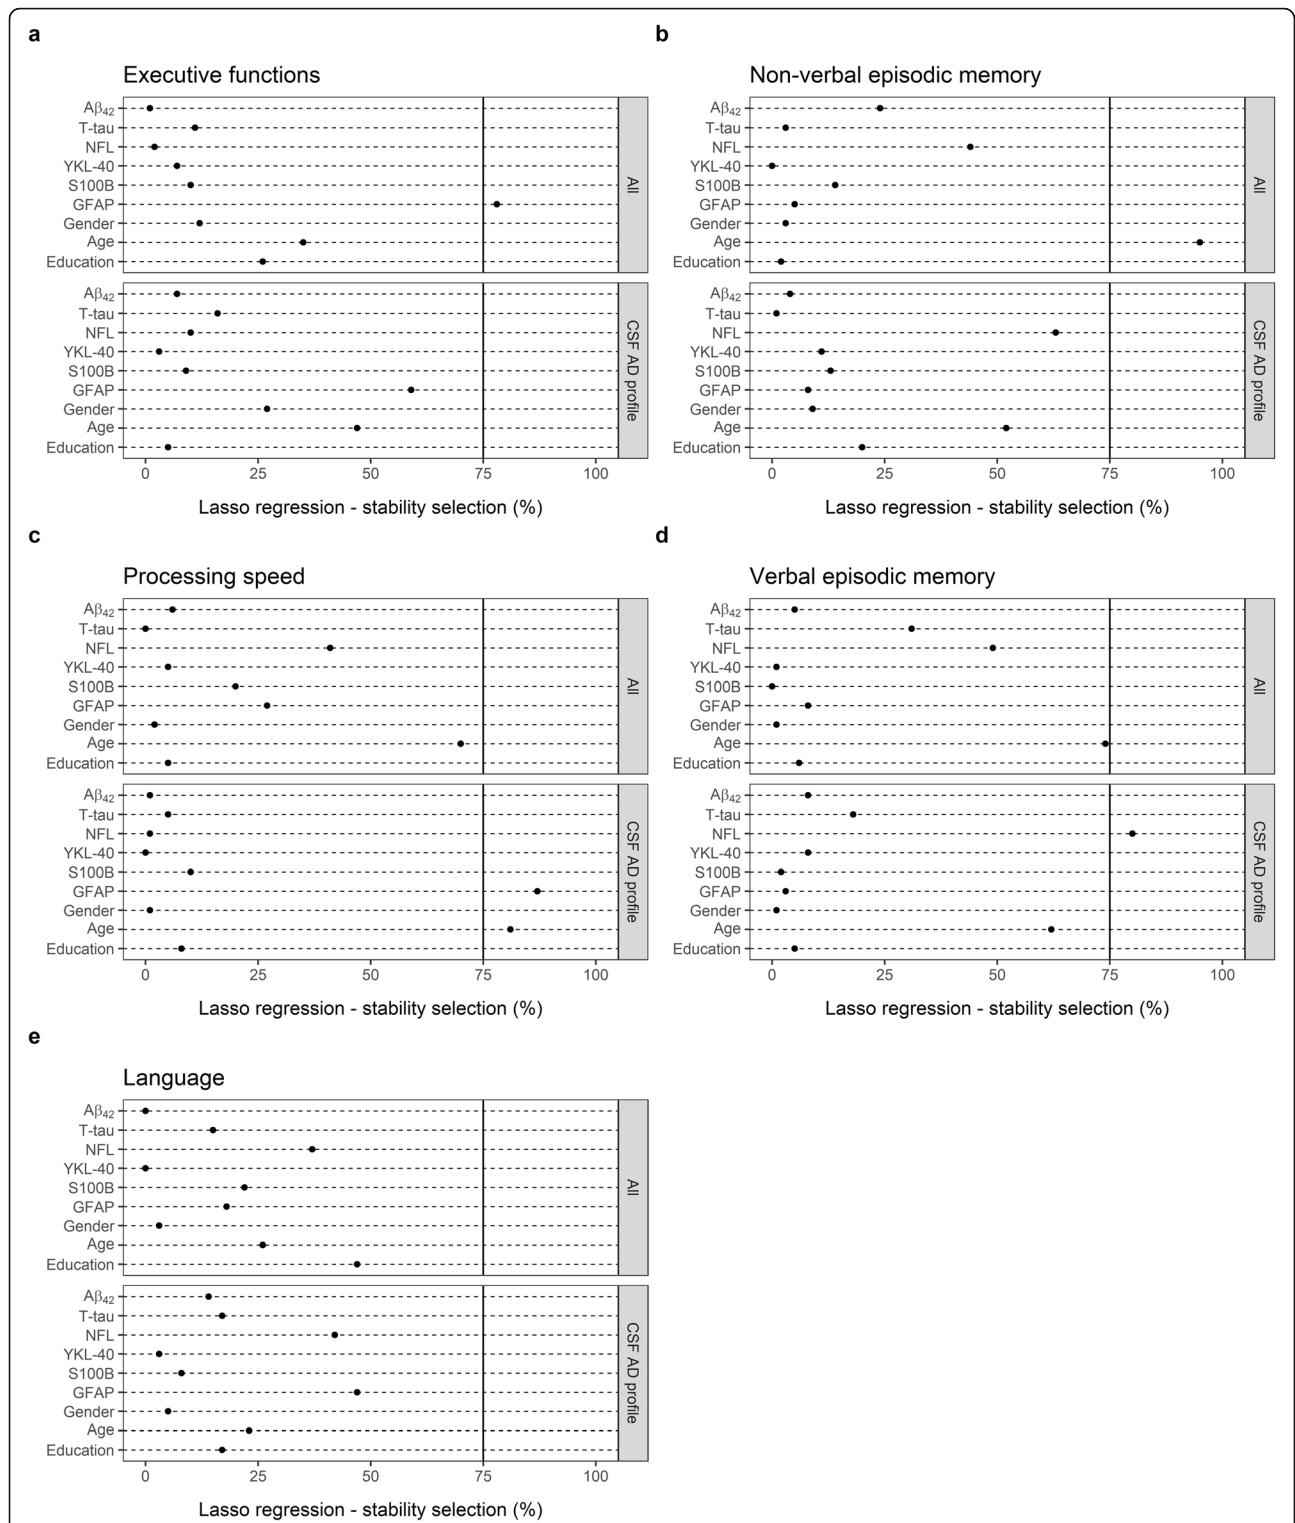 a
Executive functions
Aβ42
T-tau
NFL
YKL-40
S100B
GFAP
Gender
Age
Education
All
Aβ42
T-tau
NFL
YKL-40
S100B
GFAP
Gender
Age
Education
CSF AD profile
0 25 50 75 100
Lasso regression - stability selection (%)
b
Non-verbal episodic memory
Aβ42
T-tau
NFL
YKL-40
S100B
GFAP
Gender
Age
Education
All
Aβ42
T-tau
NFL
YKL-40
S100B
GFAP
Gender
Age
Education
CSF AD profile
0 25 50 75 100
Lasso regression - stability selection (%)
c
Processing speed
Aβ42
T-tau
NFL
YKL-40
S100B
GFAP
Gender
Age
Education
All
Aβ42
T-tau
NFL
YKL-40
S100B
GFAP
Gender
Age
Education
CSF AD profile
0 25 50 75 100
Lasso regression - stability selection (%)
d
Verbal episodic memory
Aβ42
T-tau
NFL
YKL-40
S100B
GFAP
Gender
Age
Education
All
Aβ42
T-tau
NFL
YKL-40
S100B
GFAP
Gender
Age
Education
CSF AD profile
0 25 50 75 100
Lasso regression - stability selection (%)
e
Language
Aβ42
T-tau
NFL
YKL-40
S100B
GFAP
Gender
Age
Education
All
Aβ42
T-tau
NFL
YKL-40
S100B
GFAP
Gender
Age
Education
CSF AD profile
0 25 50 75 100
Lasso regression - stability selection (%)